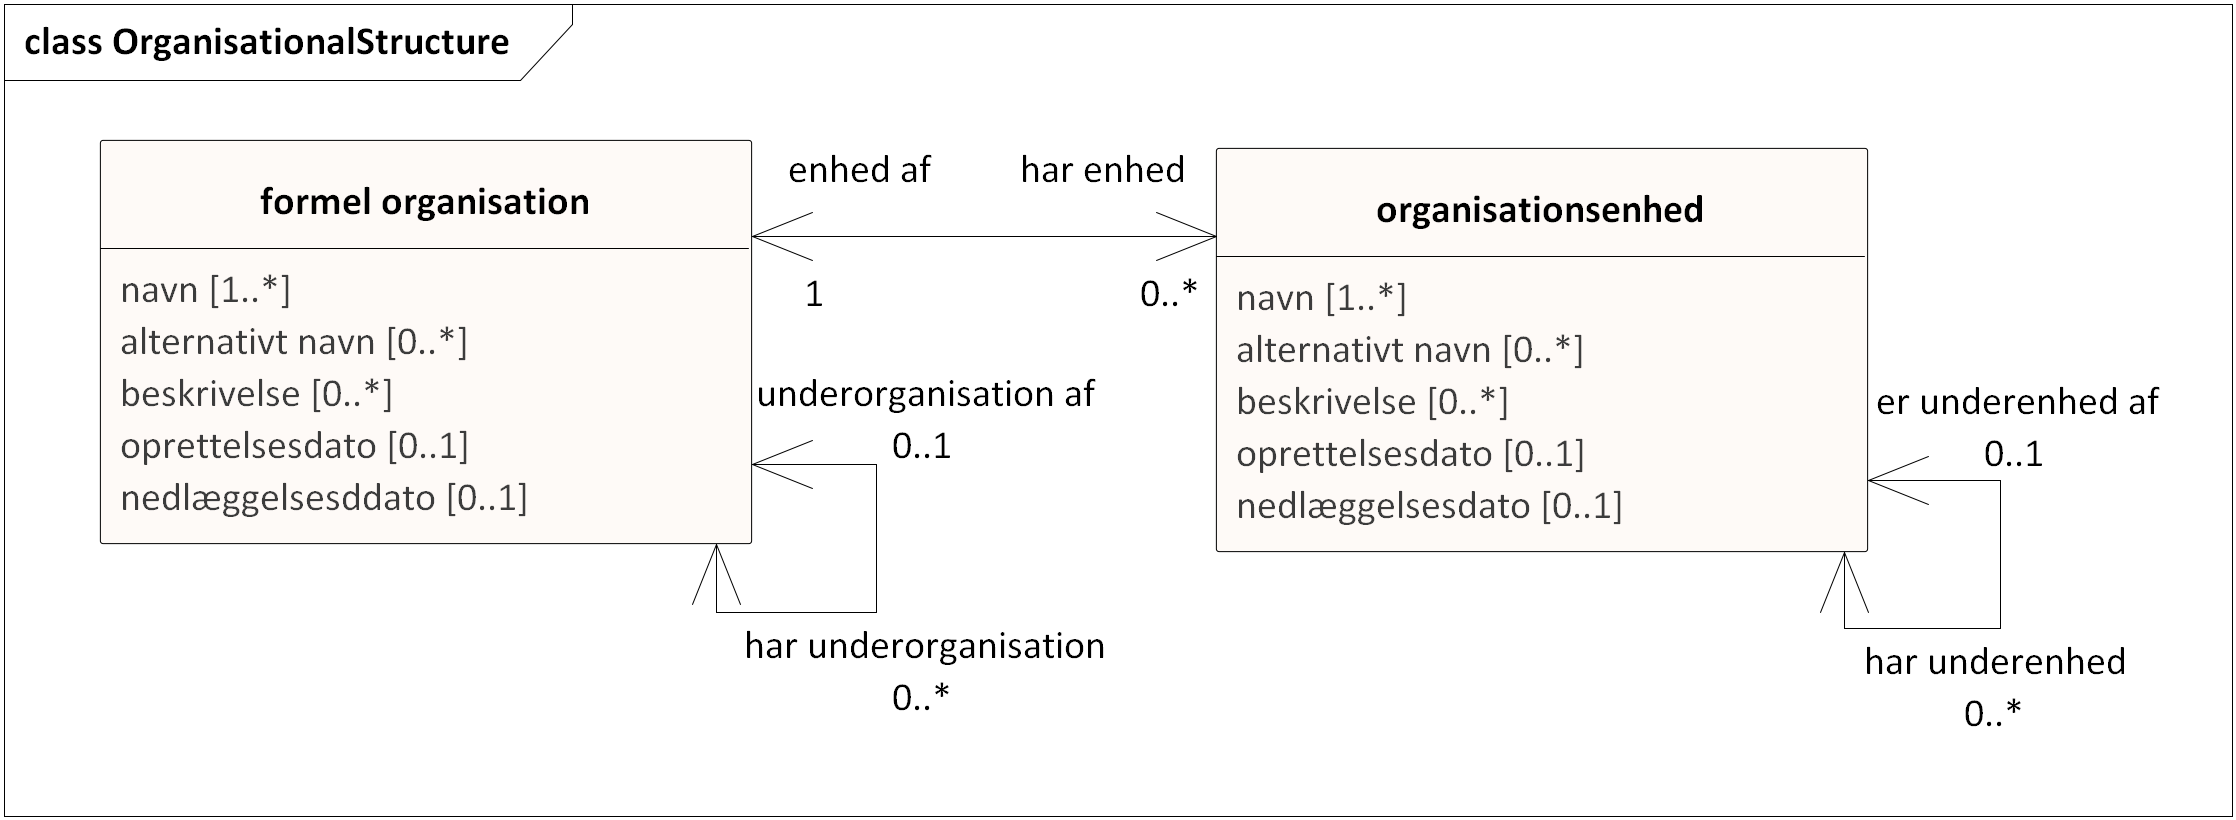 class OrganisationalStructure
formel organisation
navn [1..*]
alternativt navn [0..*]
beskrivelse [0..*]
oprettelsesdato [0..1]
nedlæggelsesddato [0..1]
enhed af
har enhed
1
0..*
underorganisation af
0..1
har underorganisation
0..*
organisationsenhed
navn [1..*]
alternativt navn [0..*]
beskrivelse [0..*]
oprettelsesdato [0..1]
nedlæggelsesdato [0..1]
er underenhed af
0..1
har underenhed
0..*